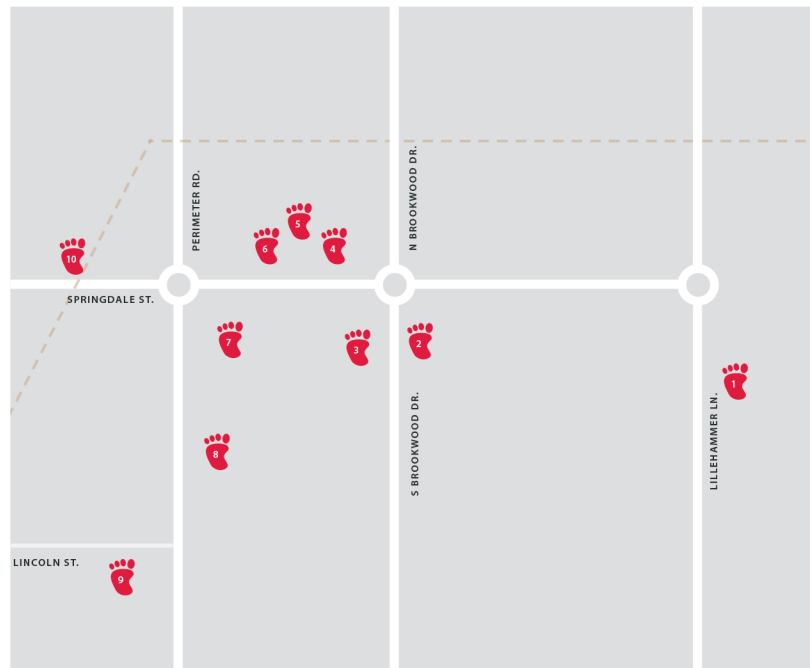 PERIMETER RD.
N BROOKWOOD DR.
5
6
4
10
SPRINGDALE ST.
7
3
2
1
8
S BROOKWOOD DR.
LILLEHAMMER LN.
LINCOLN ST.
9